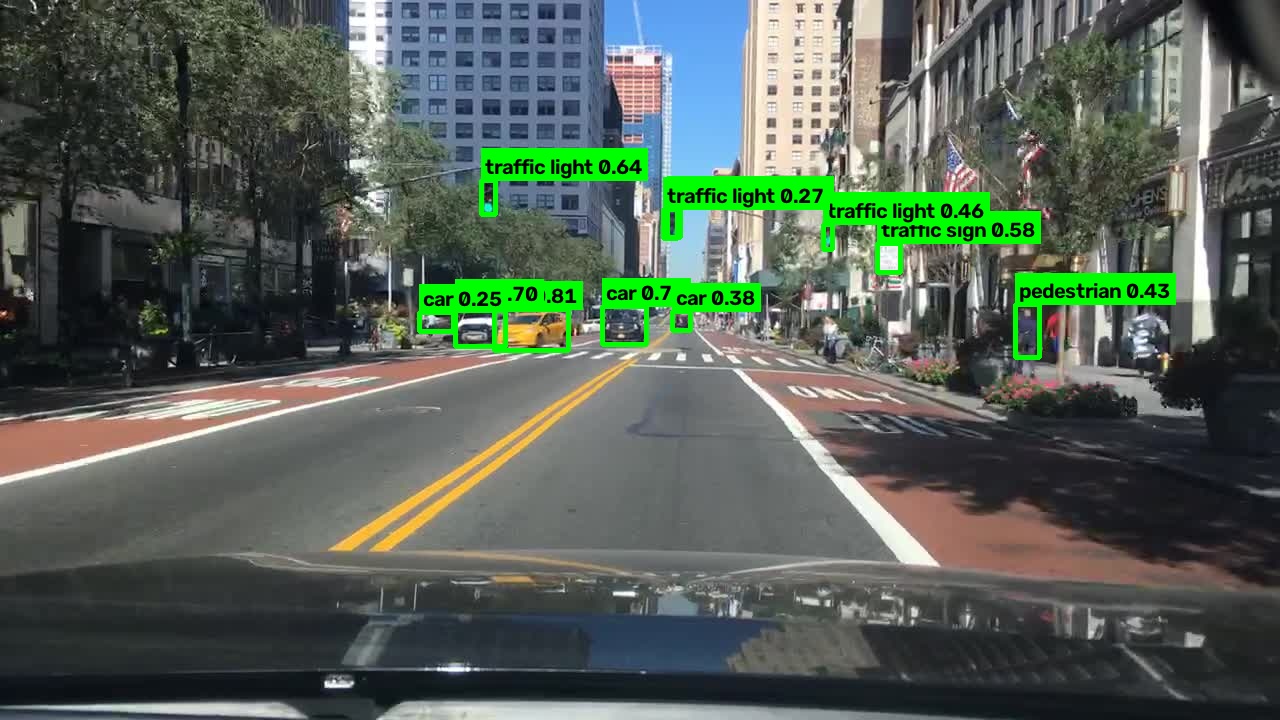 traffic light 0.64
traffic light 0.27
traffic light 0.46
traffic sign 0.58
car 0.25
.70
0.81
car 0.7
car 0.38
pedestrian 0.43
ONLY